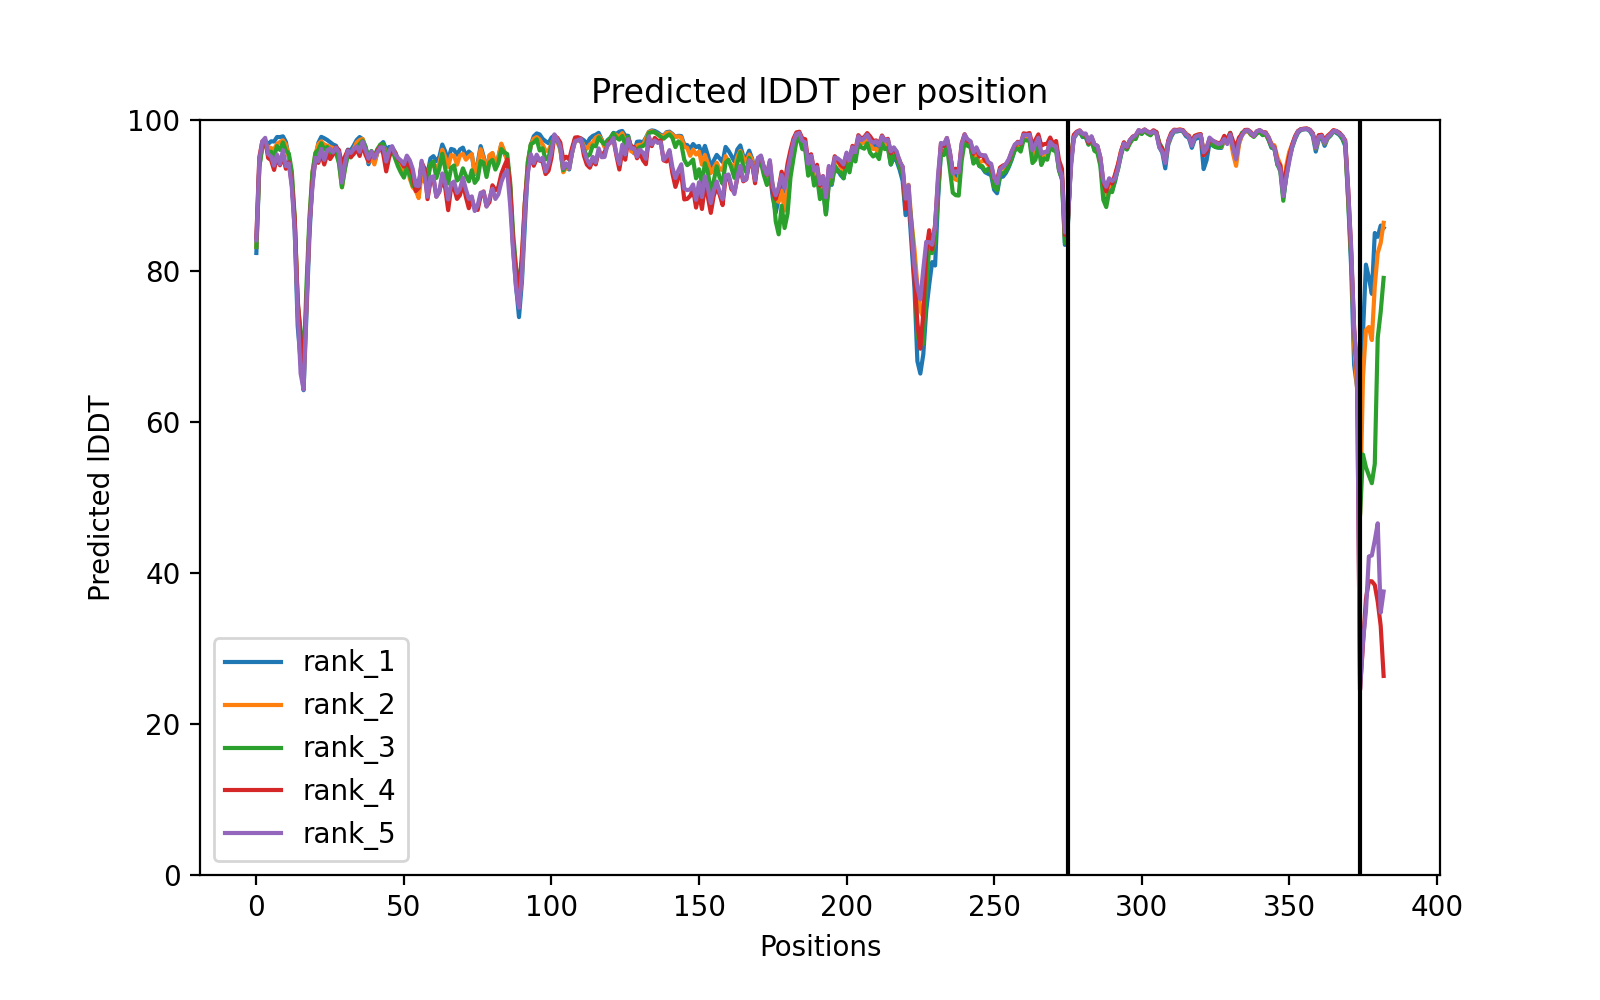 Predicted lDDT per position
100
80
60
40
20
0
Predicted lDDT
rank_1
rank_2
rank_3
rank_4
rank_5
0 50 100 150 200 250 300 350 400
Positions